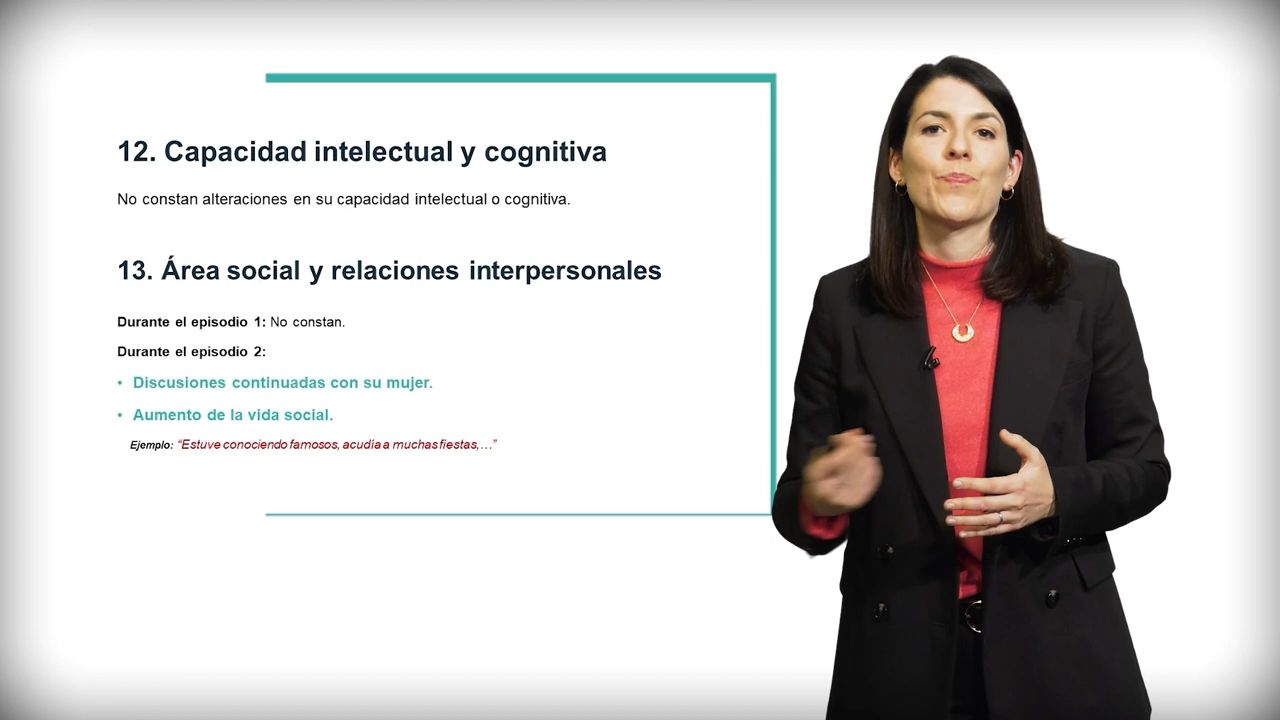 12. Capacidad intelectual y cognitiva
No constan alteraciones en su capacidad intelectual o cognitiva.
13. Área social y relaciones interpersonales
Durante el episodio 1: No constan.
Durante el episodio 2:
• Discusiones continuadas con su mujer.
• Aumento de la vida social.
Ejemplo: “Estuve conociendo famosos, acudía a muchas fiestas,…”